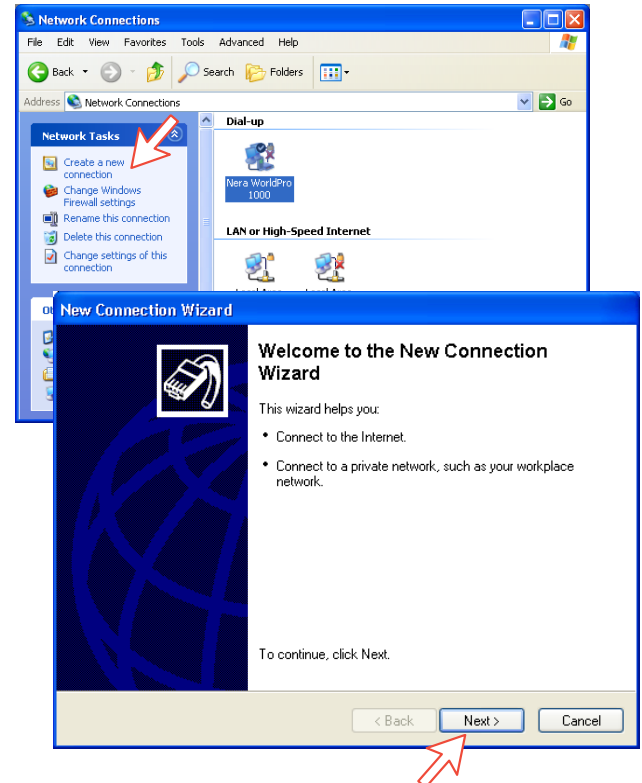 Network Connections
File Edit View Favorites Tools Advanced Help
Back Search Folders
Address Network Connections Go
Network Tasks
Create a new
connection
Change Windows
Firewall settings
Rename this connection
Delete this connection
Change settings of this
connection
Dial-up
Nera WorldPro
1000
LAN or High-Speed Internet
New Connection Wizard
Welcome to the New Connection
Wizard
This wizard helps you:
• Connect to the Internet.
• Connect to a private network, such as your workplace
network.
To continue, click Next.
< Back Next > Cancel